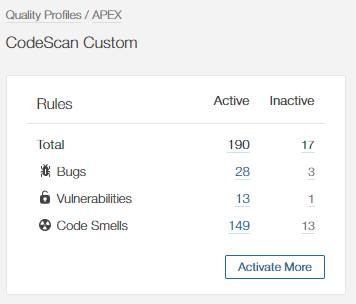 Quality Profiles / APEX
CodeScan Custom
Rules Active Inactive
Total 190 17
Bugs 28 3
Vulnerabilities 13 1
Code Smells 149 13
Activate More